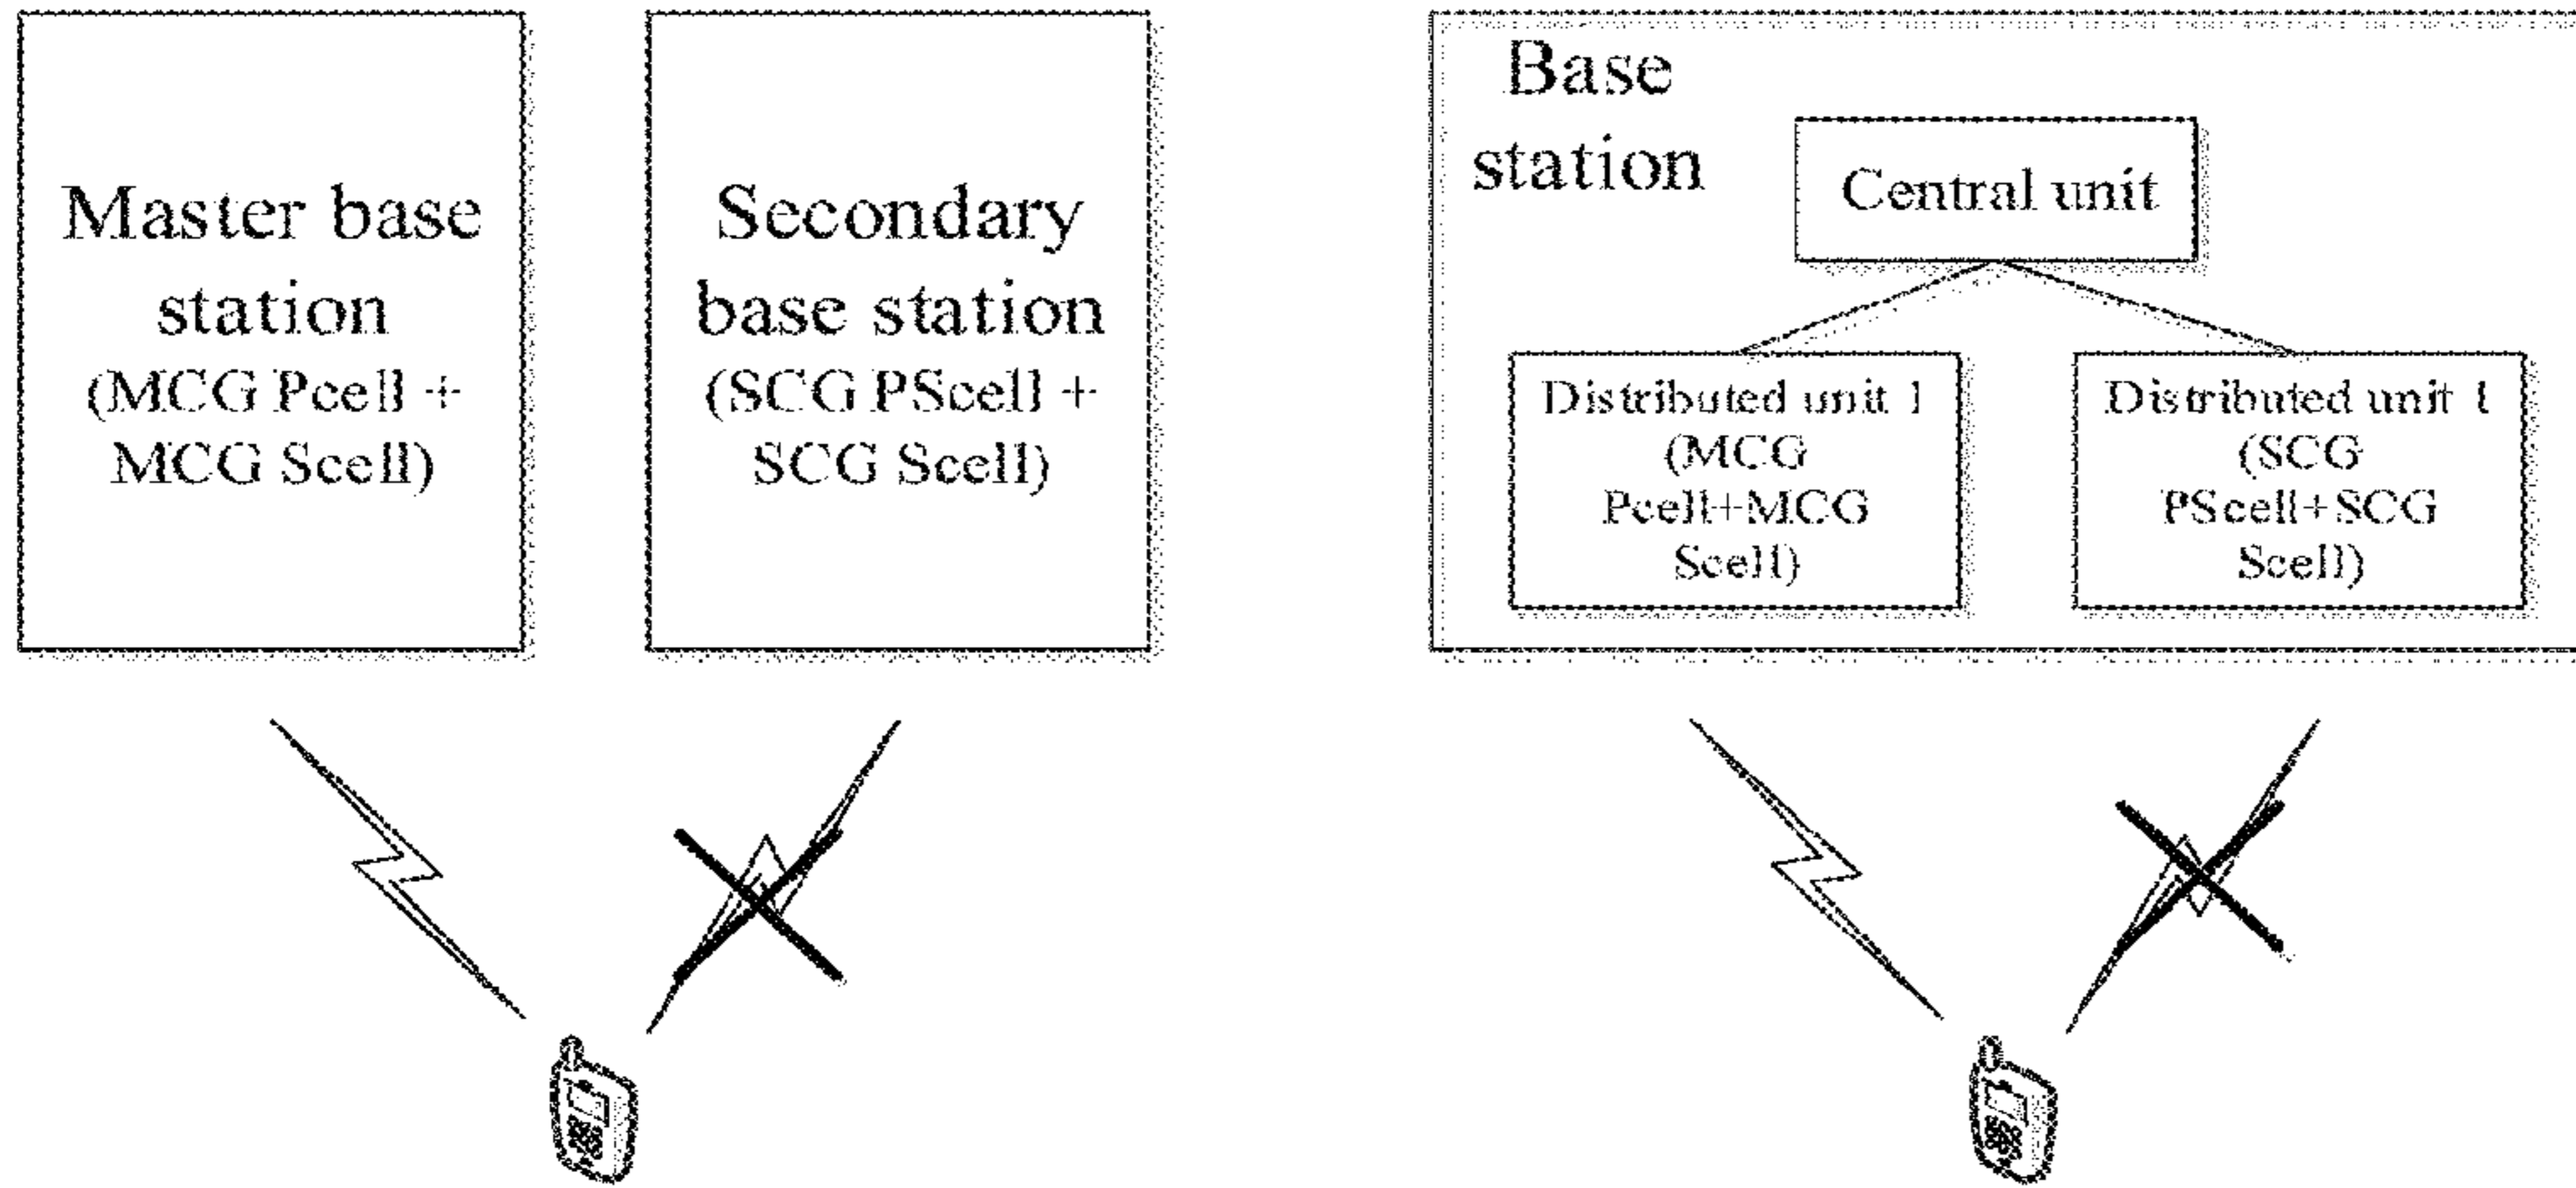 Master base
station
(MCG Pcell +
MCG Scell)
Secondary
base station
(SCG PScell +
SCG Scell)
Base
station
Central unit
Distributed unit 1
(MCG
Pcell+MCG
Scell)
Distributed unit 1
(SCG
PScell+SCG
Scell)